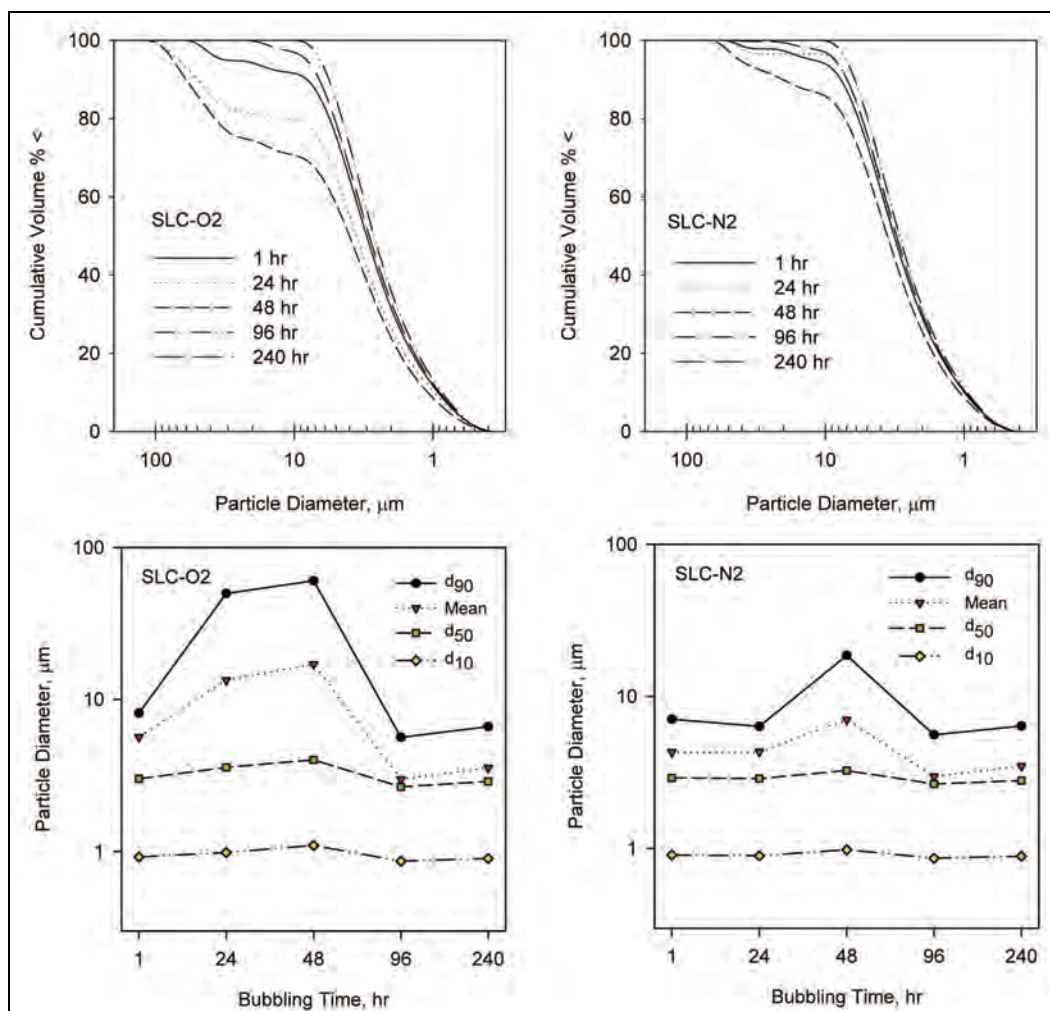 Cumulative Volume % <
100
80
60
40
20
0
SLC-O2
1 hr
24 hr
48 hr
96 hr
240 hr
100
10
1
Particle Diameter, μm
Cumulative Volume % <
100
80
60
40
20
0
SLC-N2
1 hr
24 hr
48 hr
96 hr
240 hr
100
10
1
Particle Diameter, μm
Particle Diameter, μm
100
10
1
SLC-O2
d90
Mean
d50
d10
1 24 48 96 240
Bubbling Time, hr
Particle Diameter, μm
100
10
1
SLC-N2
d90
Mean
d50
d10
1 24 48 96 240
Bubbling Time, hr